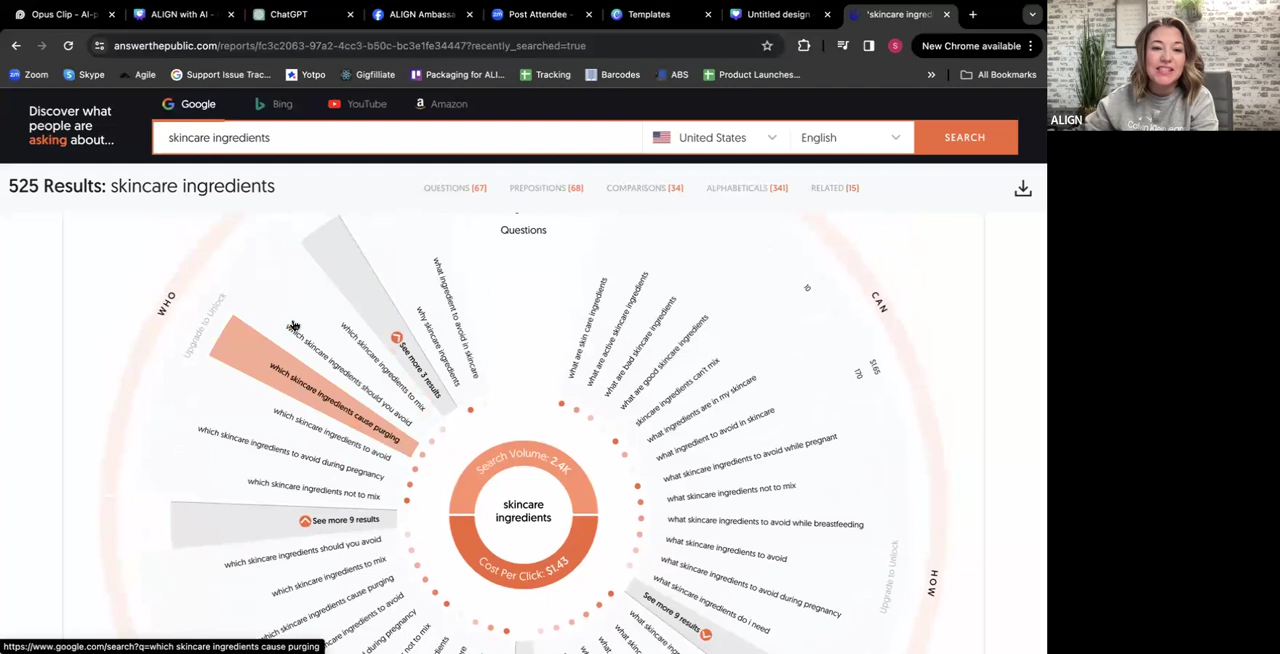 Opus Clip - AI-p
ALIGN with AI -
ChatGPT
ALIGN Ambassa
Post Attendee -
Templates
Untitled design
'skincare ingred
answerthepublic.com/reports/fc3c2063-97a2-4cc3-b50c-bc3e1fe34447?recently_searched=true
S
New Chrome available
Zoom
Skype
Agile
Support Issue Trac...
Yotpo
Gigfilliate
Packaging for ALI...
Tracking
Barcodes
ABS
Product Launches...
»
All Bookmarks
ALIGN
Discover what
people are
asking about...
Google
Bing
YouTube
Amazon
skincare ingredients
United States
English
SEARCH
525 Results: skincare ingredients
QUESTIONS (67)
PREPOSITIONS (68)
COMPARISONS (34)
ALPHABETICALS (341)
RELATED (15)
Questions
WHO
CAN
HOW
Upgrade to Unlock
what ingredient to avoid in skincare
why skincare ingredients
See more 3 results
which skincare ingredients to mix
which skincare ingredients should you avoid
which skincare ingredients cause purging
which skincare ingredients to avoid
which skincare ingredients to avoid during pregnancy
which skincare ingredients not to mix
See more 9 results
which skincare ingredients should you avoid
which skincare ingredients to mix
which skincare ingredients cause purging
what are skin care ingredients
what are active skincare ingredients
what are bad skincare ingredients
what are good skincare ingredients
skincare ingredients can't mix
what ingredients are in my skincare
what ingredient to avoid in skincare
what skincare ingredients to avoid while pregnant
what skincare ingredients not to mix
what skincare ingredients to avoid while breastfeeding
what skincare ingredients to avoid
what skincare ingredients to avoid during pregnancy
what skincare ingredients do i need
See more 9 results
10
$1.65
170
Upgrade to Unlock
Search Volume: 2.4K
skincare
ingredients
Cost Per Click: $1.43
https://www.google.com/search?q=which skincare ingredients cause purging